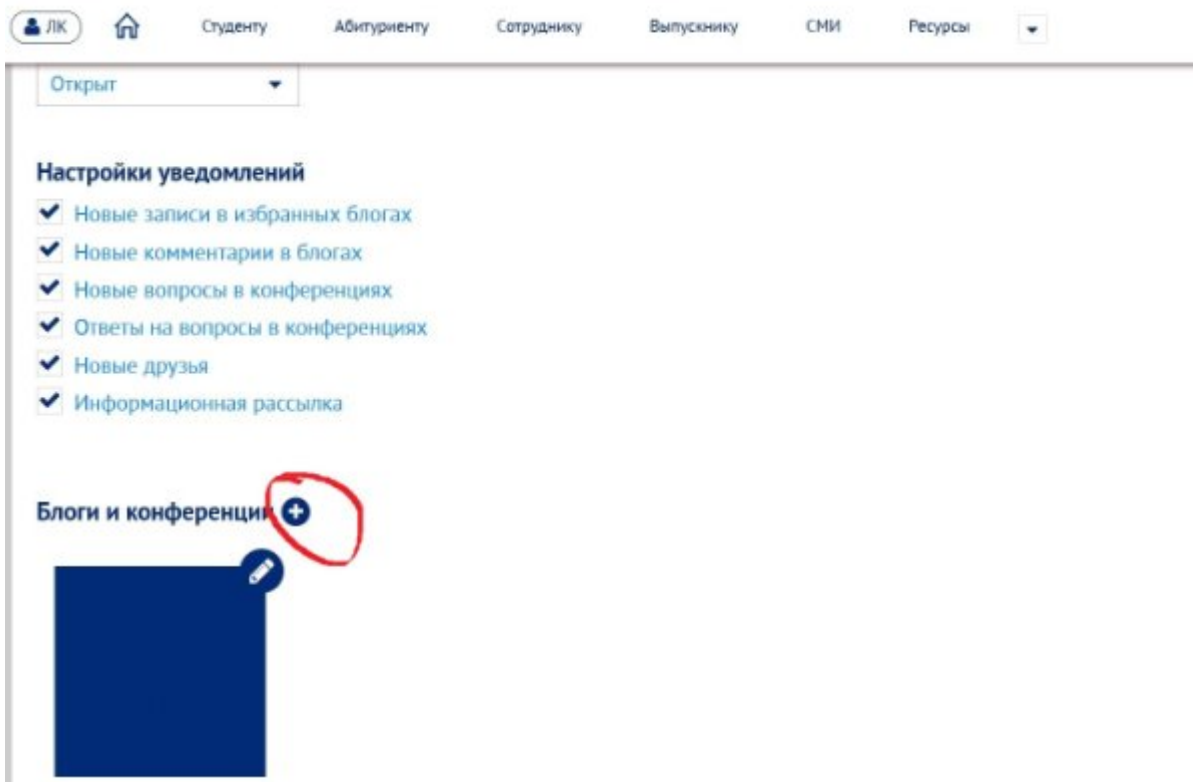 ЛК Студенту Абитуриенту Сотруднику Выпускнику СМИ Ресурсы
Открыт
Настройки уведомлений
Новые записи в избранных блогах
Новые комментарии в блогах
Новые вопросы в конференциях
Ответы на вопросы в конференциях
Новые друзья
Информационная рассылка
Блоги и конференции